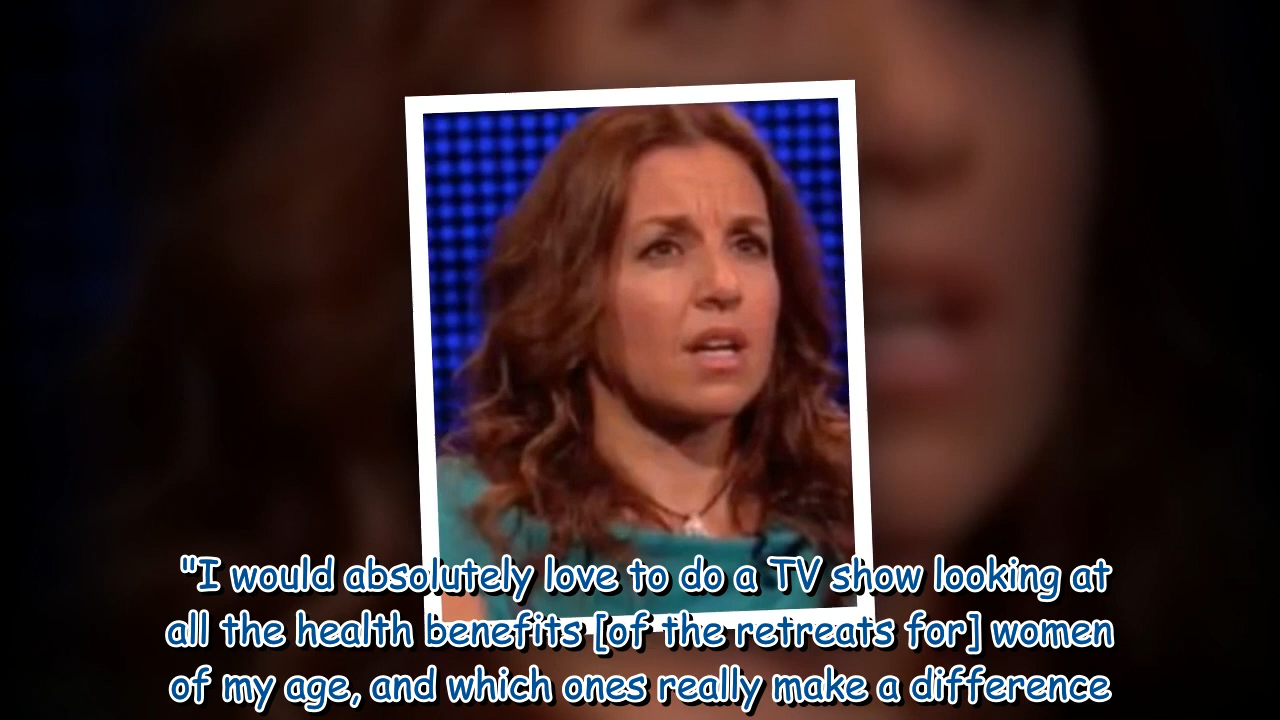 "I would absolutely love to do a TV show looking at
all the health benefits [of the retreats for] women
of my age, and which ones really make a difference